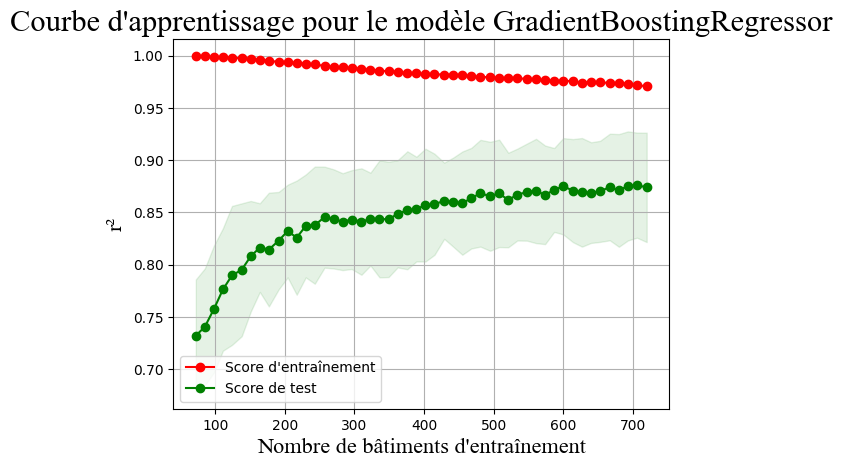 Courbe d'apprentissage pour le modèle GradientBoostingRegressor
1.00
0.95
0.90
0.85
0.80
0.75
0.70
r²
Score d'entraînement
Score de test
100 200 300 400 500 600 700
Nombre de bâtiments d'entraînement